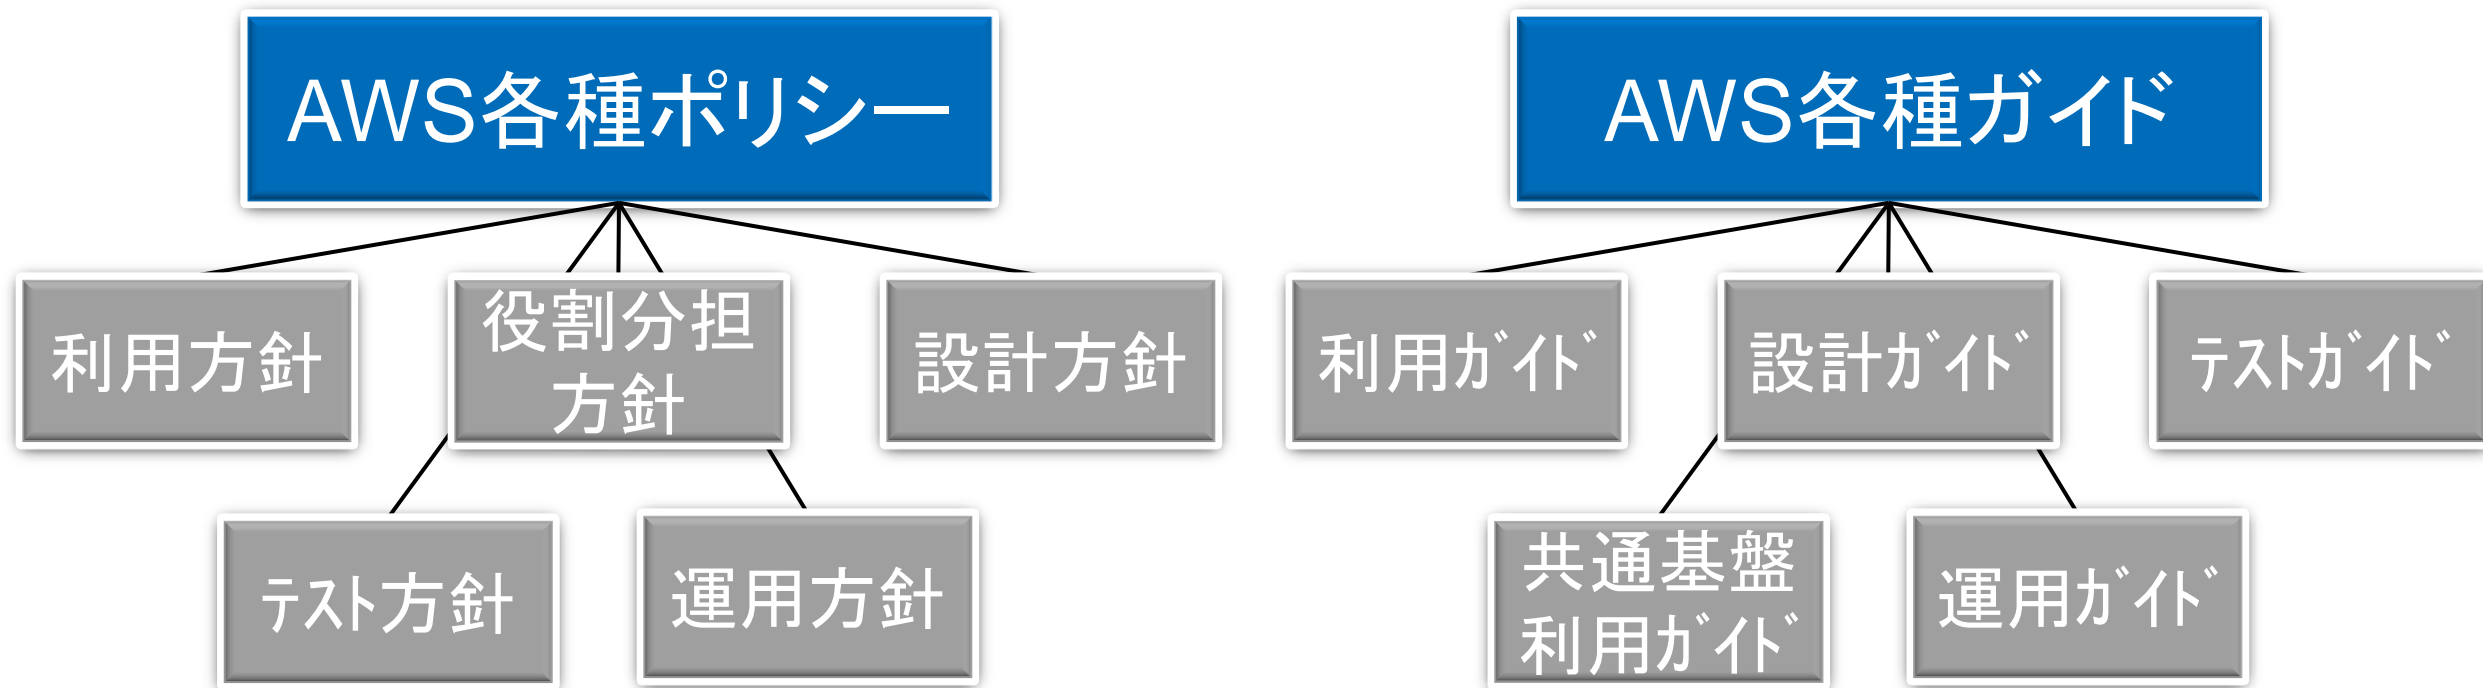 AWS各種ポリシー
利用方針
役割分担
方針
設計方針
テスト方針
運用方針
AWS各種ガイド
利用ガイド
設計ガイド
テストガイド
共通基盤
利用ガイド
運用ガイド